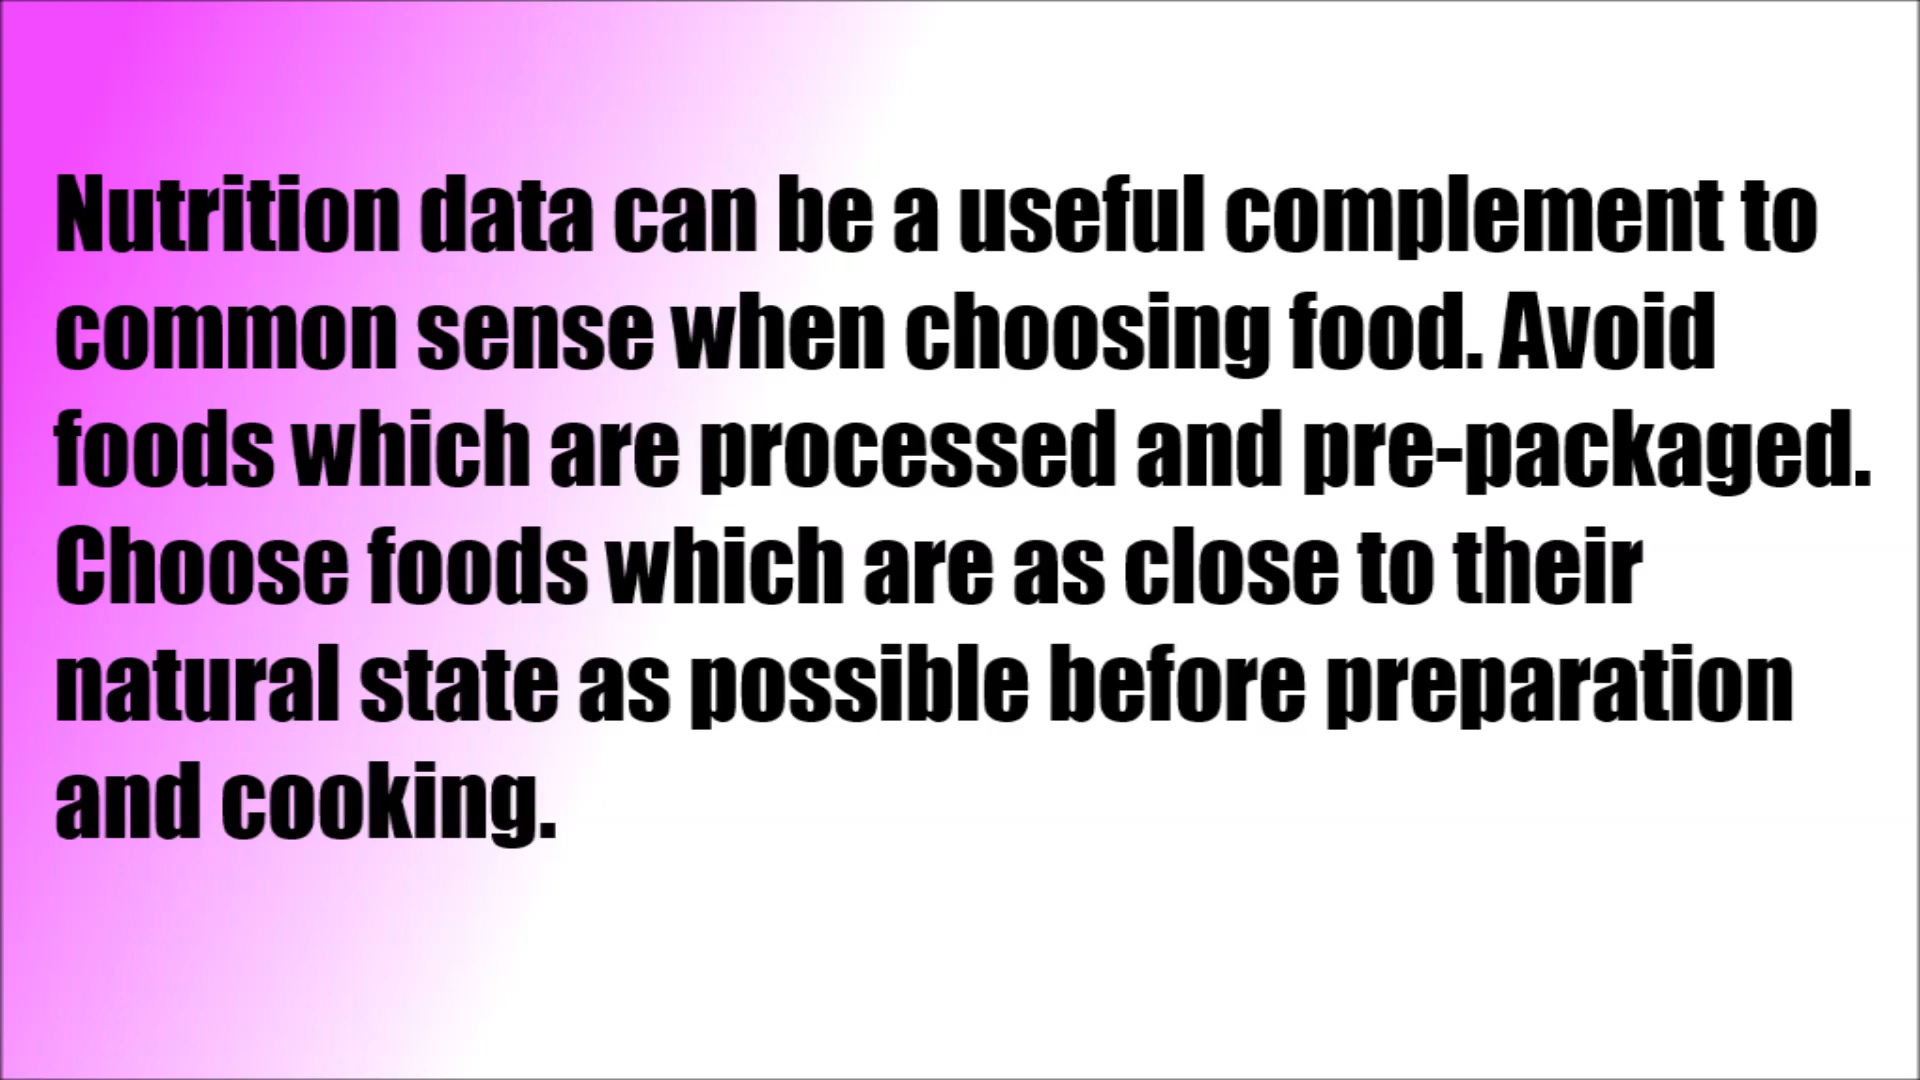 Nutrition data can be a useful complement to
common sense when choosing food. Avoid
foods which are processed and pre-packaged.
Choose foods which are as close to their
natural state as possible before preparation
and cooking.